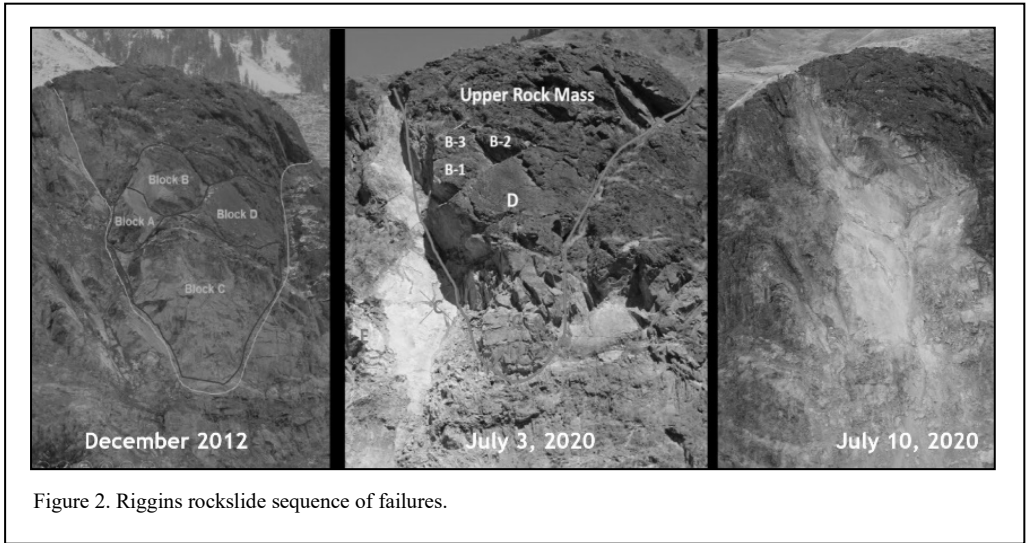 Upper Rock Mass
B-3 B-2
Block B
B-1
Block A
Block D
D
Block C
December 2012
July 3, 2020
July 10, 2020
Figure 2. Riggins rockslide sequence of failures.